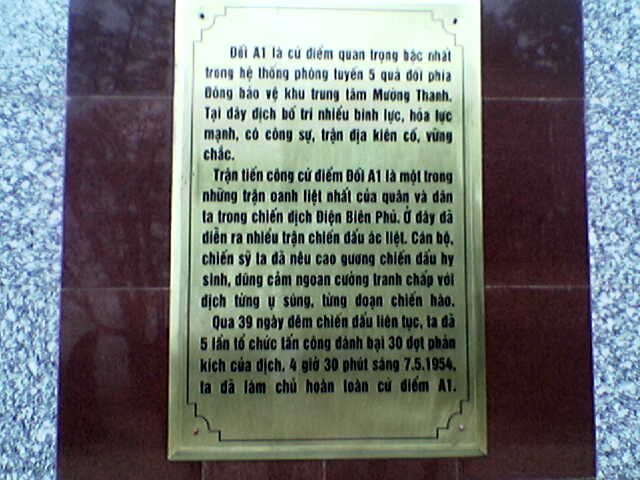 Đồi A1 là cứ điểm quan trọng bậc nhất
trong hệ thống phòng tuyến 5 quả đồi phía
Đông bảo vệ khu trung tâm Mường Thanh.
Tại đây địch bố trí nhiều binh lực, hỏa lực
mạnh, có công sự, trận địa kiên cố, vững
chắc.
Trận tiến công cứ điểm Đồi A1 là một trong
những trận oanh liệt nhất của quân và dân
ta trong chiến dịch Điện Biên Phủ. Ở đây đã
diễn ra nhiều trận chiến đấu ác liệt. Cán bộ,
chiến sỹ ta đã nêu cao gương chiến đấu hy
sinh, dũng cảm ngoan cường tranh chấp với
địch từng ụ súng, từng đoạn chiến hào.
Qua 39 ngày đêm chiến đấu liên tục, ta đã
5 lần tổ chức tấn công đánh bại 30 đợt phản
kích của địch. 4 giờ 30 phút sáng 7.5.1954,
ta đã làm chủ hoàn toàn cứ điểm A1.